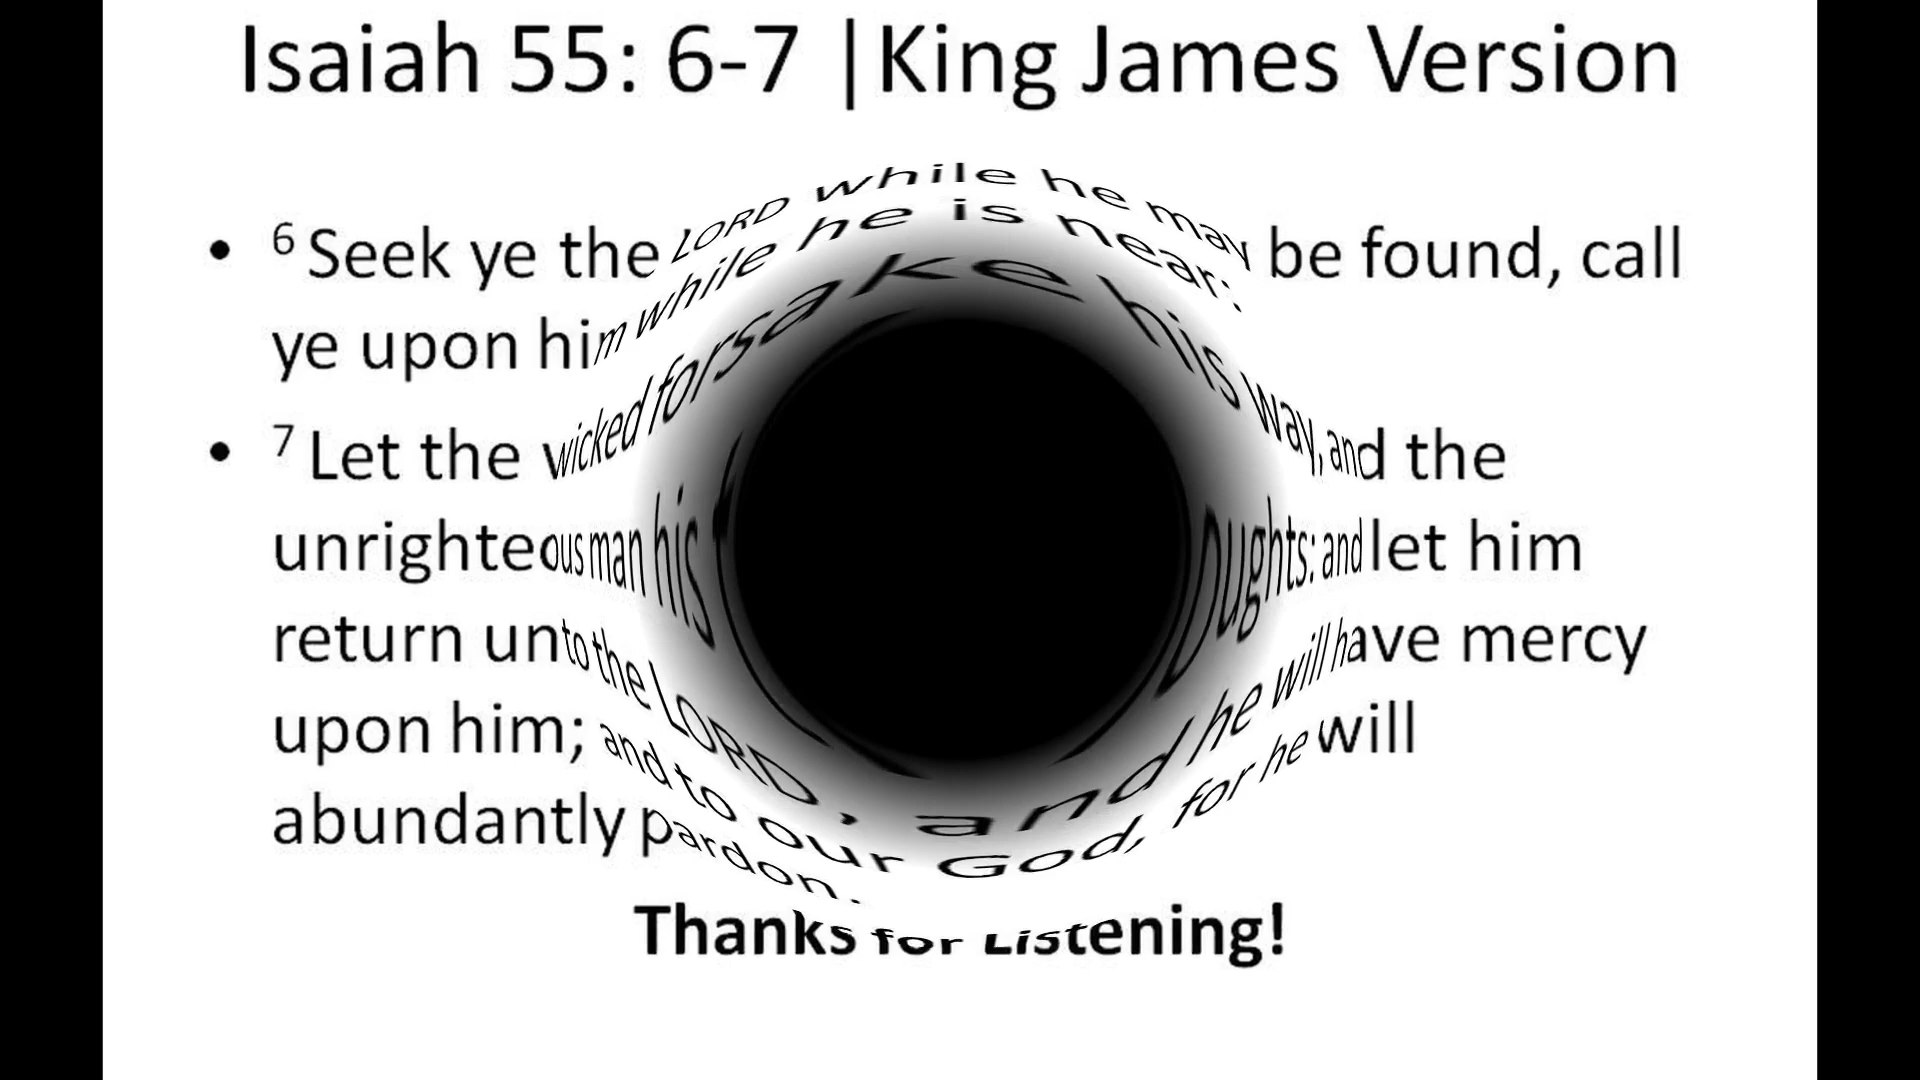 Isaiah 55: 6-7 | King James Version
• 6 Seek ye the LORD while he may be found, call
ye upon him while he is near:
• 7 Let the wicked forsake his way, and the
unrighteous man his ughts: and let him
return unto the LORD, and he will have mercy
upon him; and to our God, for he will
abundantly pardon.
Thanks for Listening!